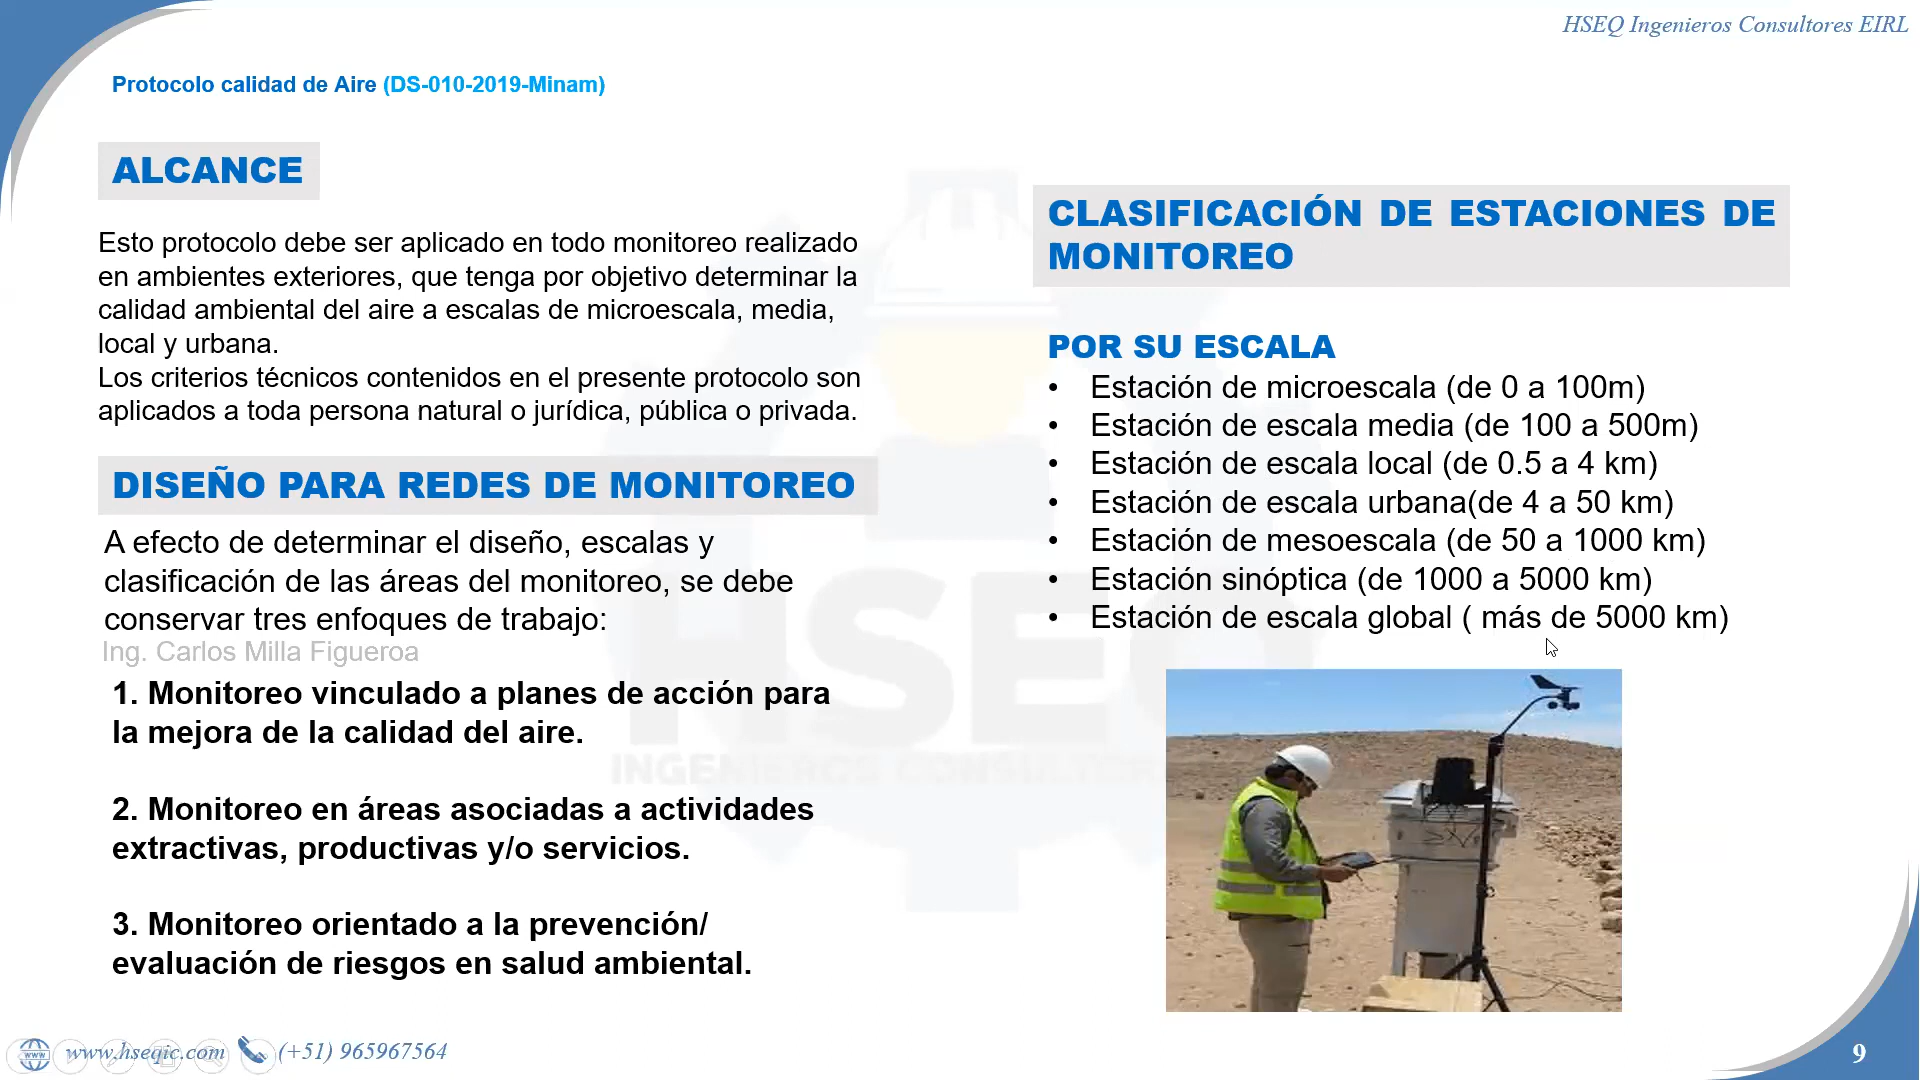 HSEQ Ingenieros Consultores EIRL
Protocolo calidad de Aire (DS-010-2019-Minam)
ALCANCE
Esto protocolo debe ser aplicado en todo monitoreo realizado
en ambientes exteriores, que tenga por objetivo determinar la
calidad ambiental del aire a escalas de microescala, media,
local y urbana.
Los criterios técnicos contenidos en el presente protocolo son
aplicados a toda persona natural o jurídica, pública o privada.
DISEÑO PARA REDES DE MONITOREO
A efecto de determinar el diseño, escalas y
clasificación de las áreas del monitoreo, se debe
conservar tres enfoques de trabajo:
Ing. Carlos Milla Figueroa
1. Monitoreo vinculado a planes de acción para
la mejora de la calidad del aire.
2. Monitoreo en áreas asociadas a actividades
extractivas, productivas y/o servicios.
3. Monitoreo orientado a la prevención/
evaluación de riesgos en salud ambiental.
CLASIFICACIÓN DE ESTACIONES DE
MONITOREO
POR SU ESCALA
• Estación de microescala (de 0 a 100m)
• Estación de escala media (de 100 a 500m)
• Estación de escala local (de 0.5 a 4 km)
• Estación de escala urbana(de 4 a 50 km)
• Estación de mesoescala (de 50 a 1000 km)
• Estación sinóptica (de 1000 a 5000 km)
• Estación de escala global ( más de 5000 km)
HSEQ
INGENIEROS CONSULTOR
www www.hseqic.com (+51) 965967564
9